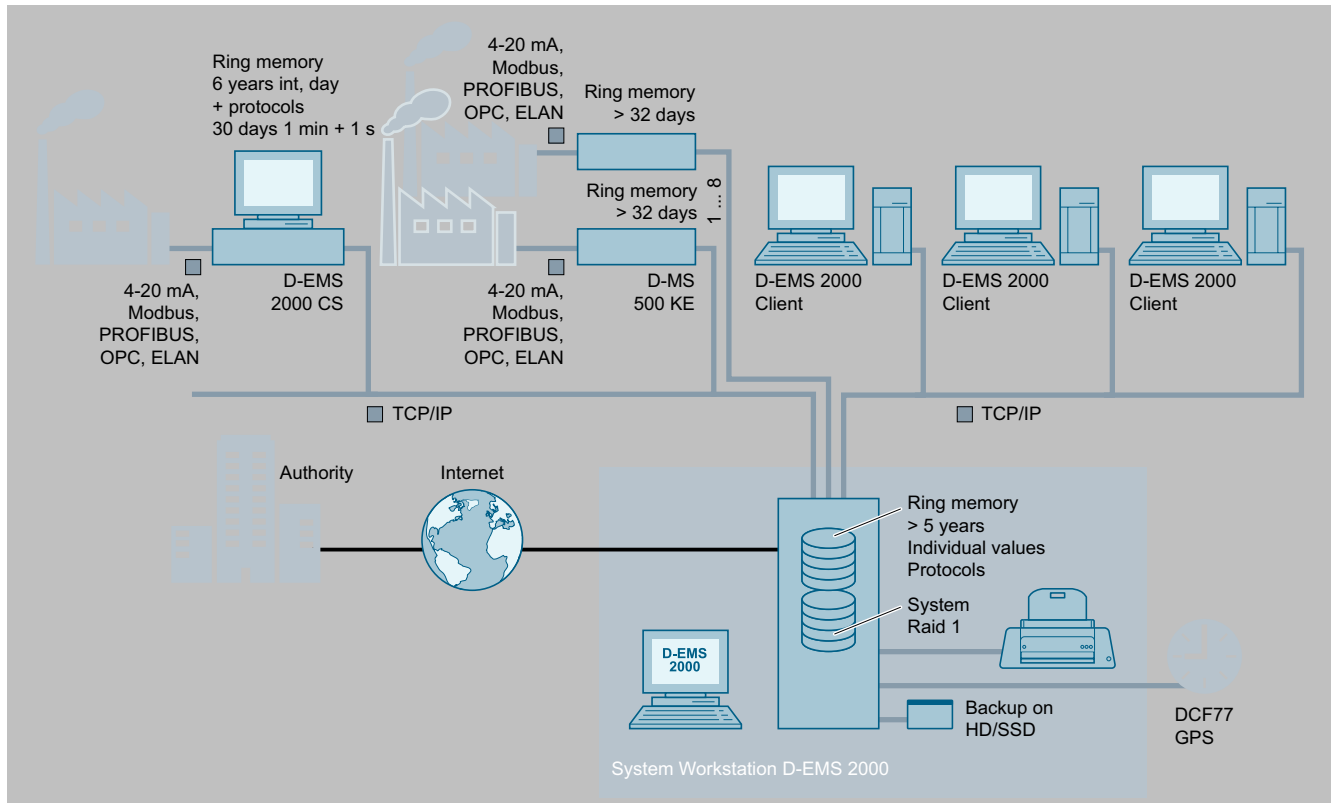 Ring memory
6 years int, day
+ protocols
30 days 1 min + 1 s
4-20 mA,
Modbus,
PROFIBUS,
OPC, ELAN
Ring memory
> 32 days
Ring memory
> 32 days
1 ... 8
D-EMS
2000 CS
4-20 mA,
Modbus,
PROFIBUS,
OPC, ELAN
4-20 mA,
Modbus,
PROFIBUS,
OPC, ELAN
D-MS
500 KE
D-EMS 2000
Client
D-EMS 2000
Client
D-EMS 2000
Client
TCP/IP
TCP/IP
Authority
Internet
Ring memory
> 5 years
Individual values
Protocols
System
Raid 1
D-EMS
2000
Backup on
HD/SSD
DCF77
GPS
System Workstation D-EMS 2000